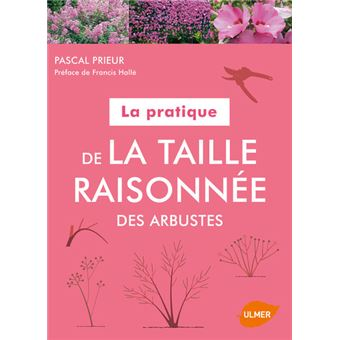 PASCAL PRIEUR
Préface de Francis Hallé
La pratique
DE LA TAILLE
RAISONNÉE
DES ARBUSTES
ULMER